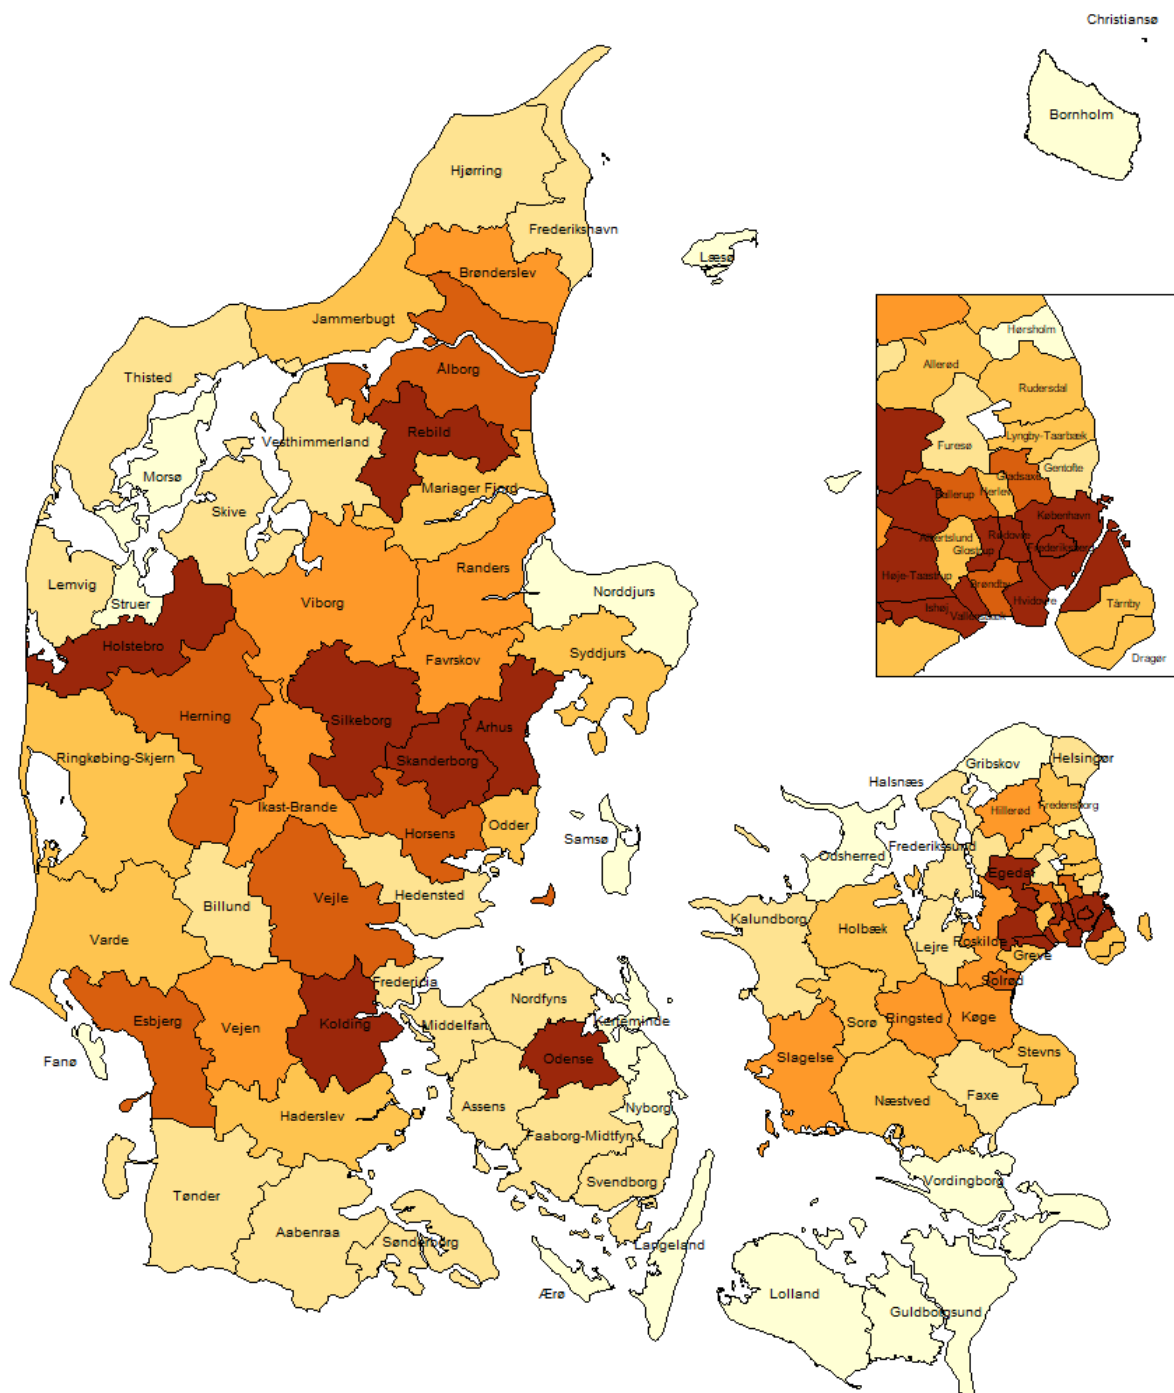 Christiansø
Bornholm
Hjørring
Frederikshavn
Læsø
Brønderslev
Jammerbugt
Hørsholm
Allerød
Thisted
Ålborg
Rudersdal
Rebild
Vesthimmerland
Lyngby-Taarbæk
Furesø
Gentofte
Morsø
Mariager Fjord
Gladsaxe
Ballerup
Herlev
Skive
København
Albertslund
Rødovre
Glostrup
Frederiksberg
Lemvig
Randers
Høje-Taastrup
Brøndby
Norddjurs
Viborg
Struer
Ishøj
Hvidovre
Tårnby
Vallensbæk
Holstebro
Favrskov
Syddjurs
Dragør
Herning
Silkeborg
Århus
Ringkøbing-Skjern
Skanderborg
Helsingør
Gribskov
Halsnæs
Ikast-Brande
Hillerød
Fredensborg
Odder
Horsens
Samsø
Frederikssund
Odsherred
Egedal
Hedensted
Vejle
Billund
Kalundborg
Holbæk
Varde
Roskilde
Lejre
Greve
Fredericia
Solrød
Nordfyns
Esbjerg
Kolding
Kerteminde
Vejen
Middelfart
Sorø
Ringsted
Køge
Stevns
Fanø
Odense
Slagelse
Faxe
Næstved
Assens
Nyborg
Haderslev
Faaborg-Midtfyn
Svendborg
Vordingborg
Tønder
Aabenraa
Sønderborg
Langeland
Ærø
Lolland
Guldborgsund